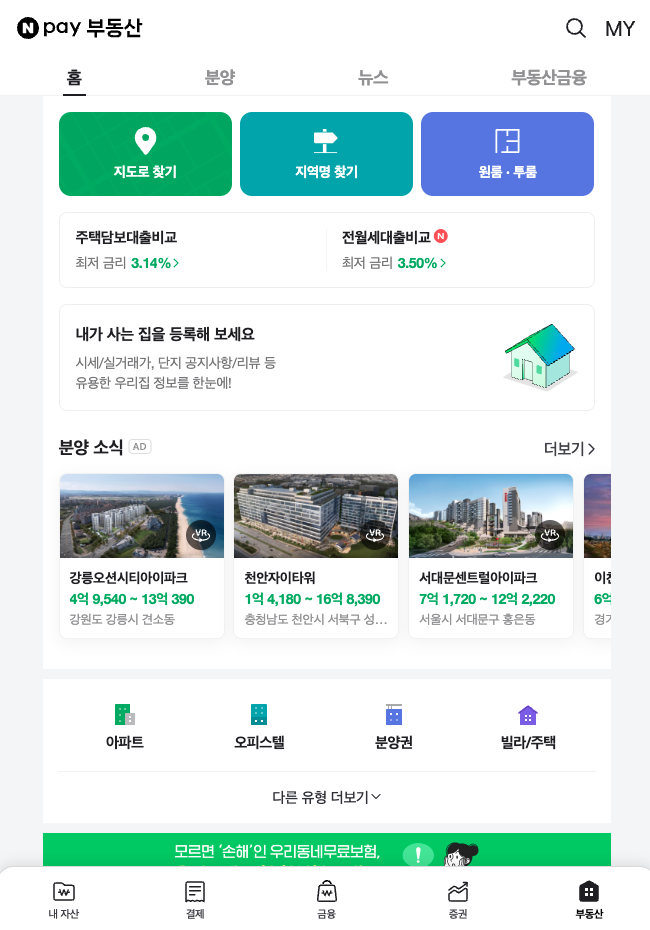 N pay 부동산
MY
홈 분양 뉴스 부동산금융
지도로 찾기
지역명 찾기
원룸 · 투룸
주택담보대출비교
최저 금리 3.14%
전월세대출비교 N
최저 금리 3.50%
내가 사는 집을 등록해 보세요
시세/실거래가, 단지 공지사항/리뷰 등
유용한 우리집 정보를 한눈에!
분양 소식 AD
더보기
VR
강릉오션시티아이파크
4억 9,540 ~ 13억 390
강원도 강릉시 견소동
VR
천안자이타워
1억 4,180 ~ 16억 8,390
충청남도 천안시 서북구 성...
VR
서대문센트럴아이파크
7억 1,720 ~ 12억 2,220
서울시 서대문구 홍은동
6억
경기
아파트
오피스텔
분양권
빌라/주택
다른 유형 더보기
모르면 '손해'인 우리동네무료보험,
내 자산
결제
금융
증권
부동산